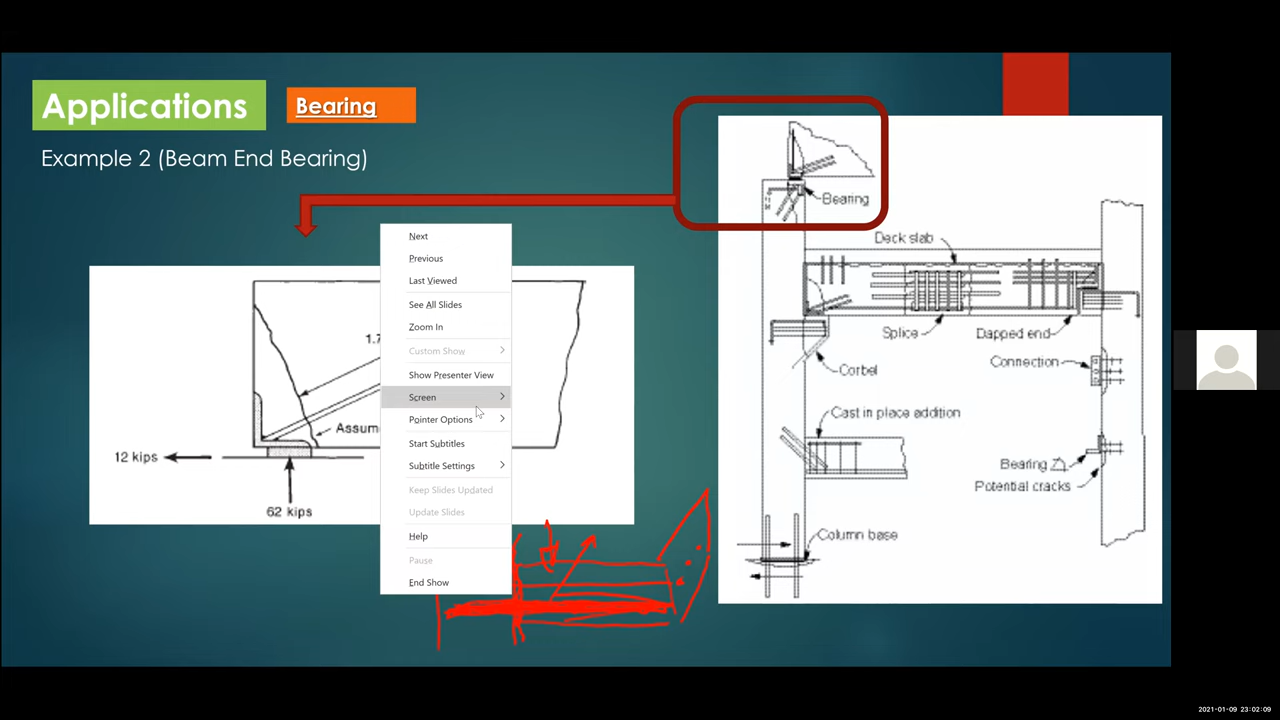 Applications
Bearing
Example 2 (Beam End Bearing)
Bearing
Deck slab
Splice
Dapped end
Corbel
Connection
Cast in place addition
Bearing
Potential cracks
Column base
1.7
Assum
12 kips
62 kips
Next
Previous
Last Viewed
See All Slides
Zoom In
Custom Show
Show Presenter View
Screen
Pointer Options
Start Subtitles
Subtitle Settings
Keep Slides Updated
Update Slides
Help
Pause
End Show
2021-01-09 23:02:09